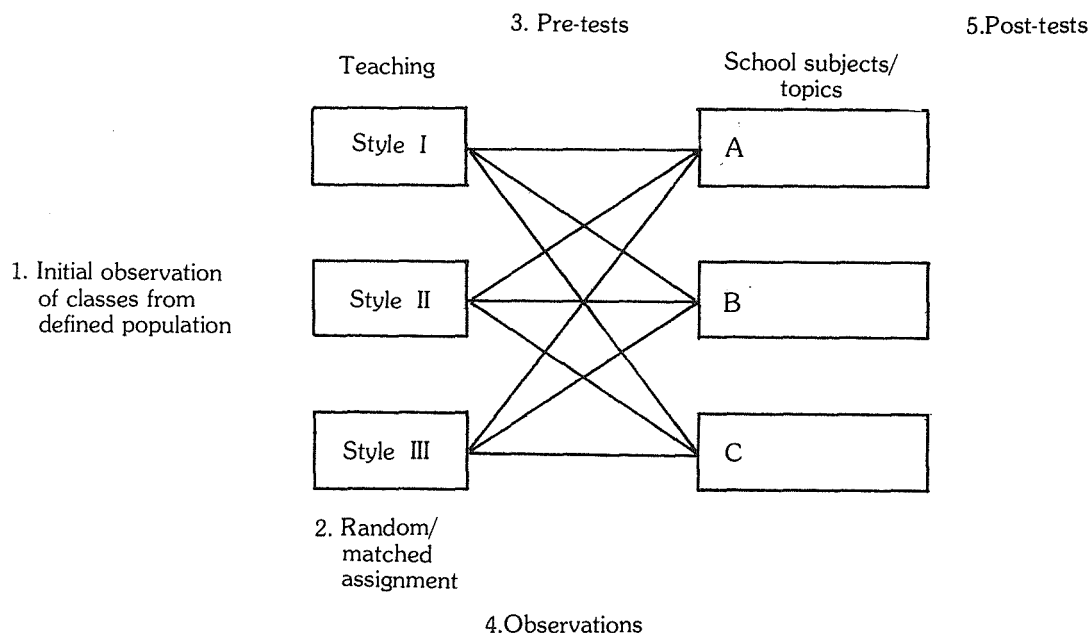 3. Pre-tests
5.Post-tests
Teaching
School subjects/
topics
Style I
A
1. Initial observation
of classes from
defined population
Style II
B
Style III
C
2. Random/
matched
assignment
4.Observations